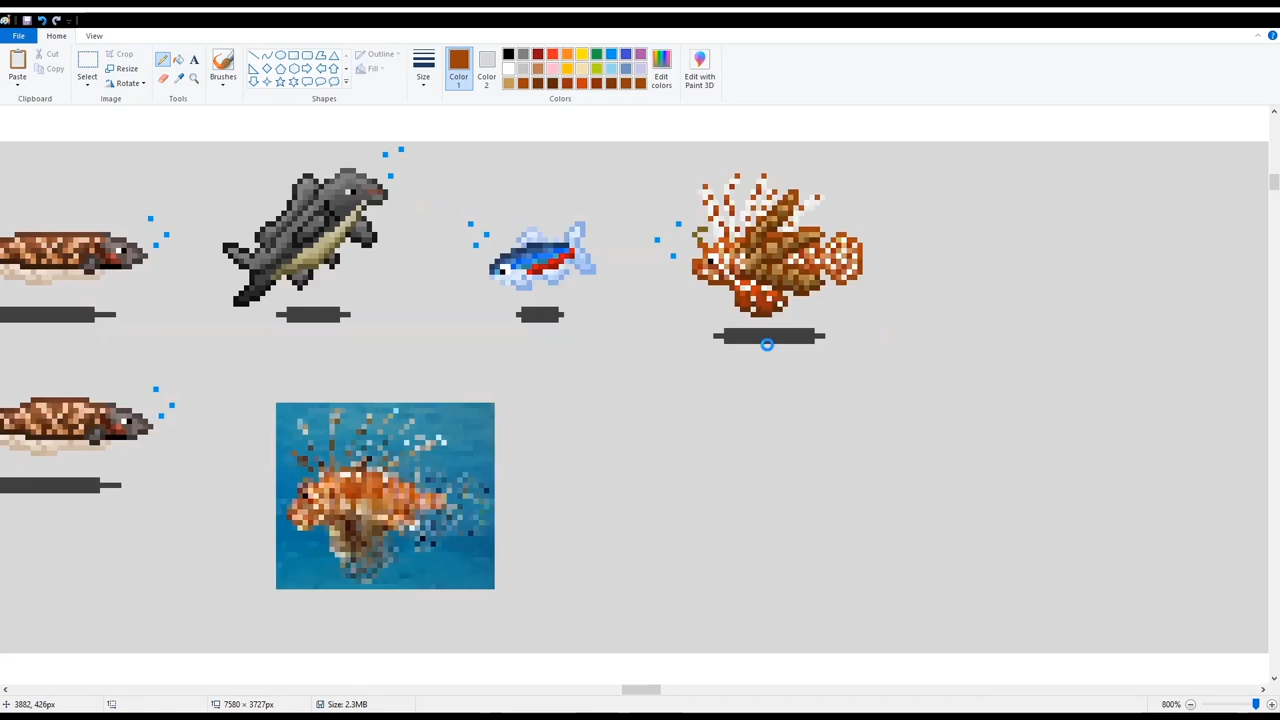 File Home View
Paste
Cut
Copy
Clipboard
Select
Crop
Resize
Rotate
Image
A
Tools
Brushes
Shapes
Outline
Fill
Size
Color 1
Color 2
Edit colors
Colors
Edit with Paint 3D
3882, 426px
7580 × 3727px
Size: 2.3MB
800%